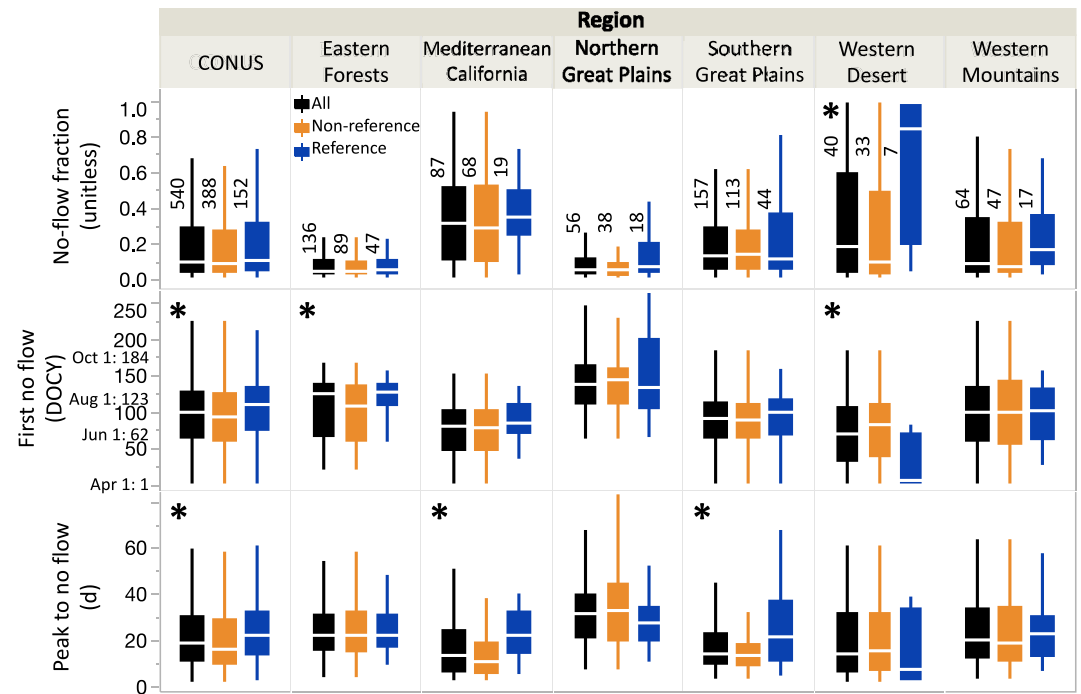 Region
CONUS
Eastern
Forests
Mediterranean
California
Northern
Great Plains
Southern
Great Plains
Western
Desert
Western
Mountains
No-flow fraction
(unitless)
1.0
0.8
0.6
0.4
0.2
0.0
All
Non-reference
Reference
540
388
152
136
89
47
87
68
19
56
38
18
157
113
44
*
40
33
7
64
47
17
First no flow
(DOCY)
250
200
Oct 1: 184
150
Aug 1: 123
100
Jun 1: 62
50
Apr 1: 1
*
*
*
Peak to no flow
(d)
60
40
20
0
*
*
*